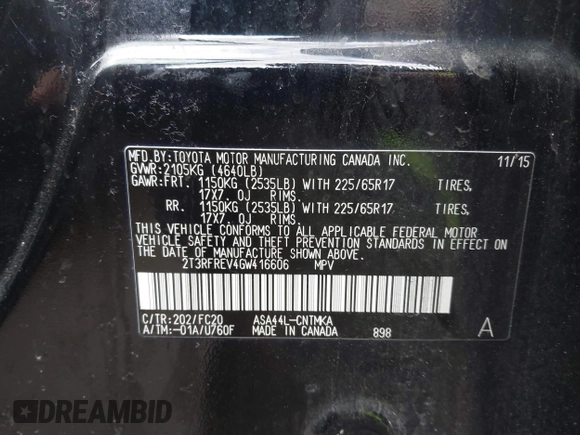 MFD.BY:TOYOTA MOTOR MANUFACTURING CANADA INC. 11/15
GVWR:2105KG (4640LB)
GAWR:FRT. 1150KG (2535LB) WITH 225/65R17 TIRES,
17X7.0J RIMS.
RR. 1150KG (2535LB) WITH 225/65R17 TIRES,
17X7.0J RIMS.
THIS VEHICLE CONFORMS TO ALL APPLICABLE FEDERAL MOTOR
VEHICLE SAFETY AND THEFT PREVENTION STANDARDS IN EFFECT ON
THE DATE OF MANUFACTURE SHOWN ABOVE.
2T3RFREV4GW416606 MPV
C/TR:202/FC20 ASA44L-CNTMKA
A/TM:-01A/U760F MADE IN CANADA 898 A
DREAMBID